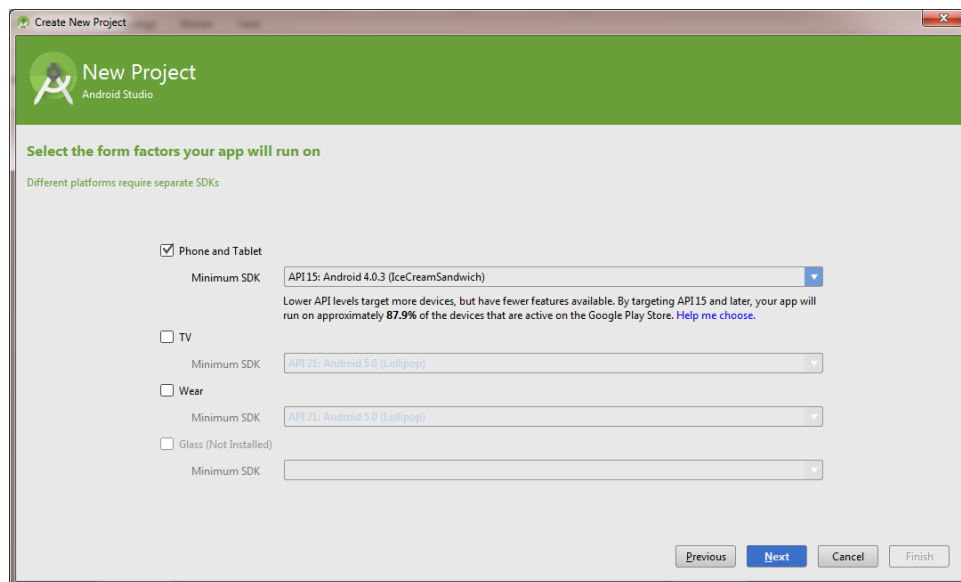 Create New Project
New Project
Android Studio
Select the form factors your app will run on
Different platforms require separate SDKs
Phone and Tablet
Minimum SDK API 15: Android 4.0.3 (IceCreamSandwich)
Lower API levels target more devices, but have fewer features available. By targeting API 15 and later, your app will
run on approximately 87.9% of the devices that are active on the Google Play Store. Help me choose.
TV
Minimum SDK API 21: Android 5.0 (Lollipop)
Wear
Minimum SDK API 21: Android 5.0 (Lollipop)
Glass (Not Installed)
Minimum SDK
Previous Next Cancel Finish